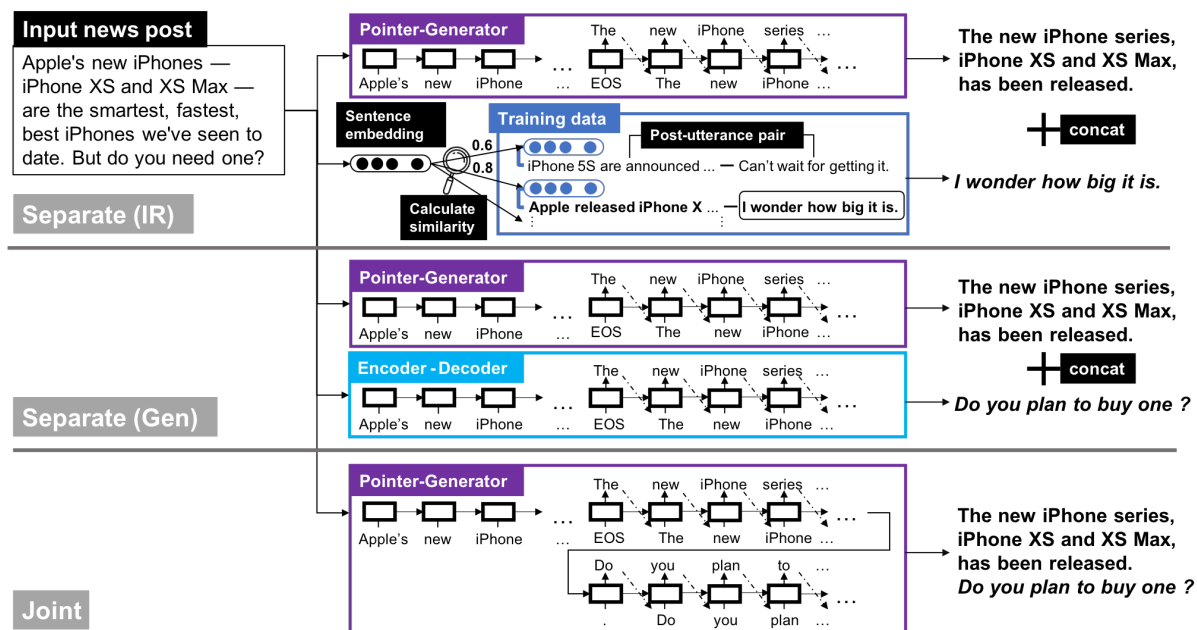 Input news post
Apple's new iPhones —
iPhone XS and XS Max —
are the smartest, fastest,
best iPhones we've seen to
date. But do you need one?
Separate (IR)
Pointer-Generator
The new iPhone series ...
...
Apple's new iPhone ... EOS The new iPhone ...
The new iPhone series,
iPhone XS and XS Max,
has been released.
concat
I wonder how big it is.
Sentence
embedding
0.6
0.8
Calculate
similarity
Training data
Post-utterance pair
iPhone 5S are announced ... — Can't wait for getting it.
Apple released iPhone X ... — I wonder how big it is.
Separate (Gen)
Pointer-Generator
The new iPhone series ...
... ...
Apple's new iPhone ... EOS The new iPhone ...
The new iPhone series,
iPhone XS and XS Max,
has been released.
concat
Encoder - Decoder
The new iPhone series ...
... ...
Apple's new iPhone ... EOS The new iPhone ...
Do you plan to buy one ?
Joint
Pointer-Generator
The new iPhone series ...
... ...
Apple's new iPhone ... EOS The new iPhone ...
Do you plan to ...
...
. Do you plan ...
The new iPhone series,
iPhone XS and XS Max,
has been released.
Do you plan to buy one ?